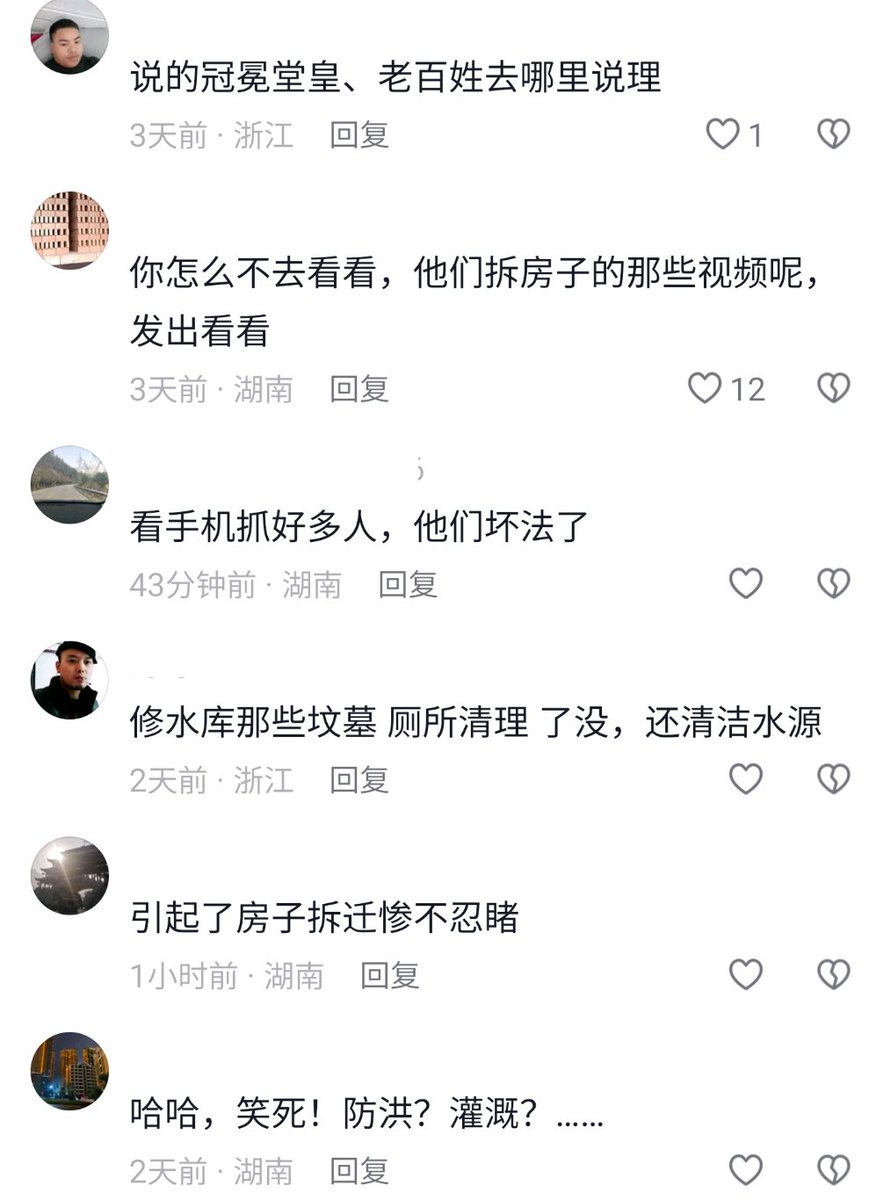 说的冠冕堂皇、老百姓去哪里说理
3天前 · 浙江 回复 1
你怎么不去看看，他们拆房子的那些视频呢，
发出看看
3天前 · 湖南 回复 12
看手机抓好多人，他们坏法了
43分钟前 · 湖南 回复
修水库那些坟墓 厕所清理 了没，还清洁水源
2天前 · 浙江 回复
引起了房子拆迁惨不忍睹
1小时前 · 湖南 回复
哈哈，笑死！防洪？灌溉？……
2天前 · 湖南 回复